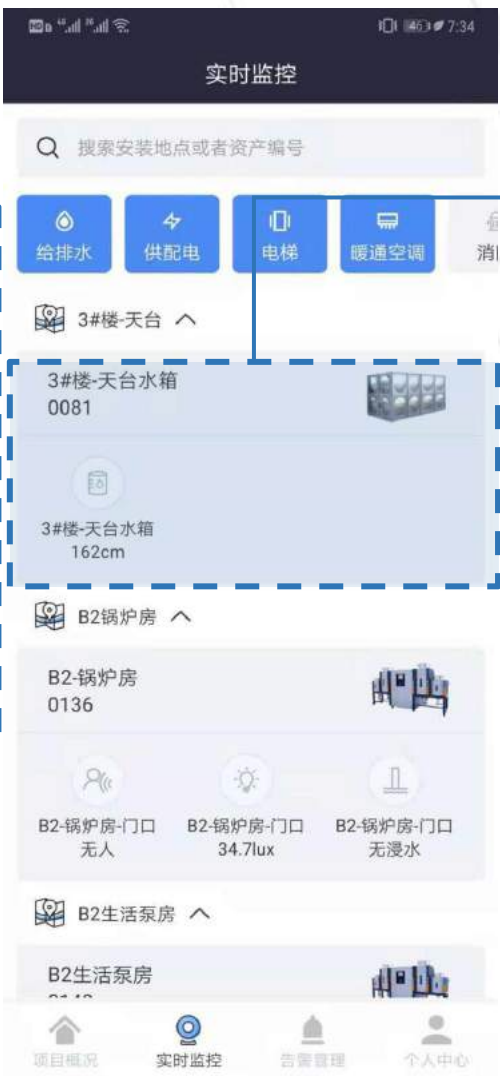 HD 46 7:34
实时监控
搜索安装地点或者资产编号
给排水 供配电 电梯 暖通空调 消
3#楼-天台
3#楼-天台水箱
0081
3#楼-天台水箱
162cm
B2锅炉房
B2-锅炉房
0136
B2-锅炉房-门口 B2-锅炉房-门口 B2-锅炉房-门口
无人 34.7lux 无浸水
B2生活泵房
B2生活泵房
项目概况 实时监控 告警管理 个人中心